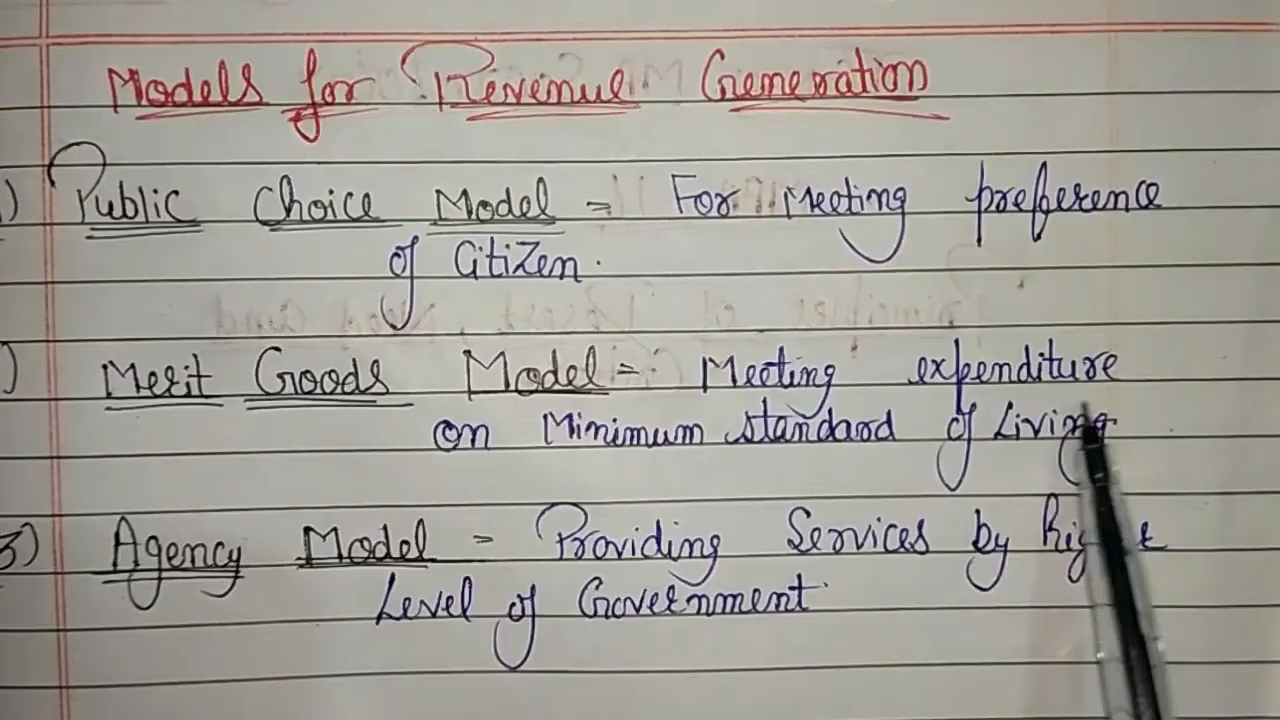 Models for Revenue Generation
) Public Choice Model = For Meeting preference
of Citizen.
) Merit Goods Model = Meeting expenditure
on Minimum standard of Living
3) Agency Model = Providing Services by
Level of Government